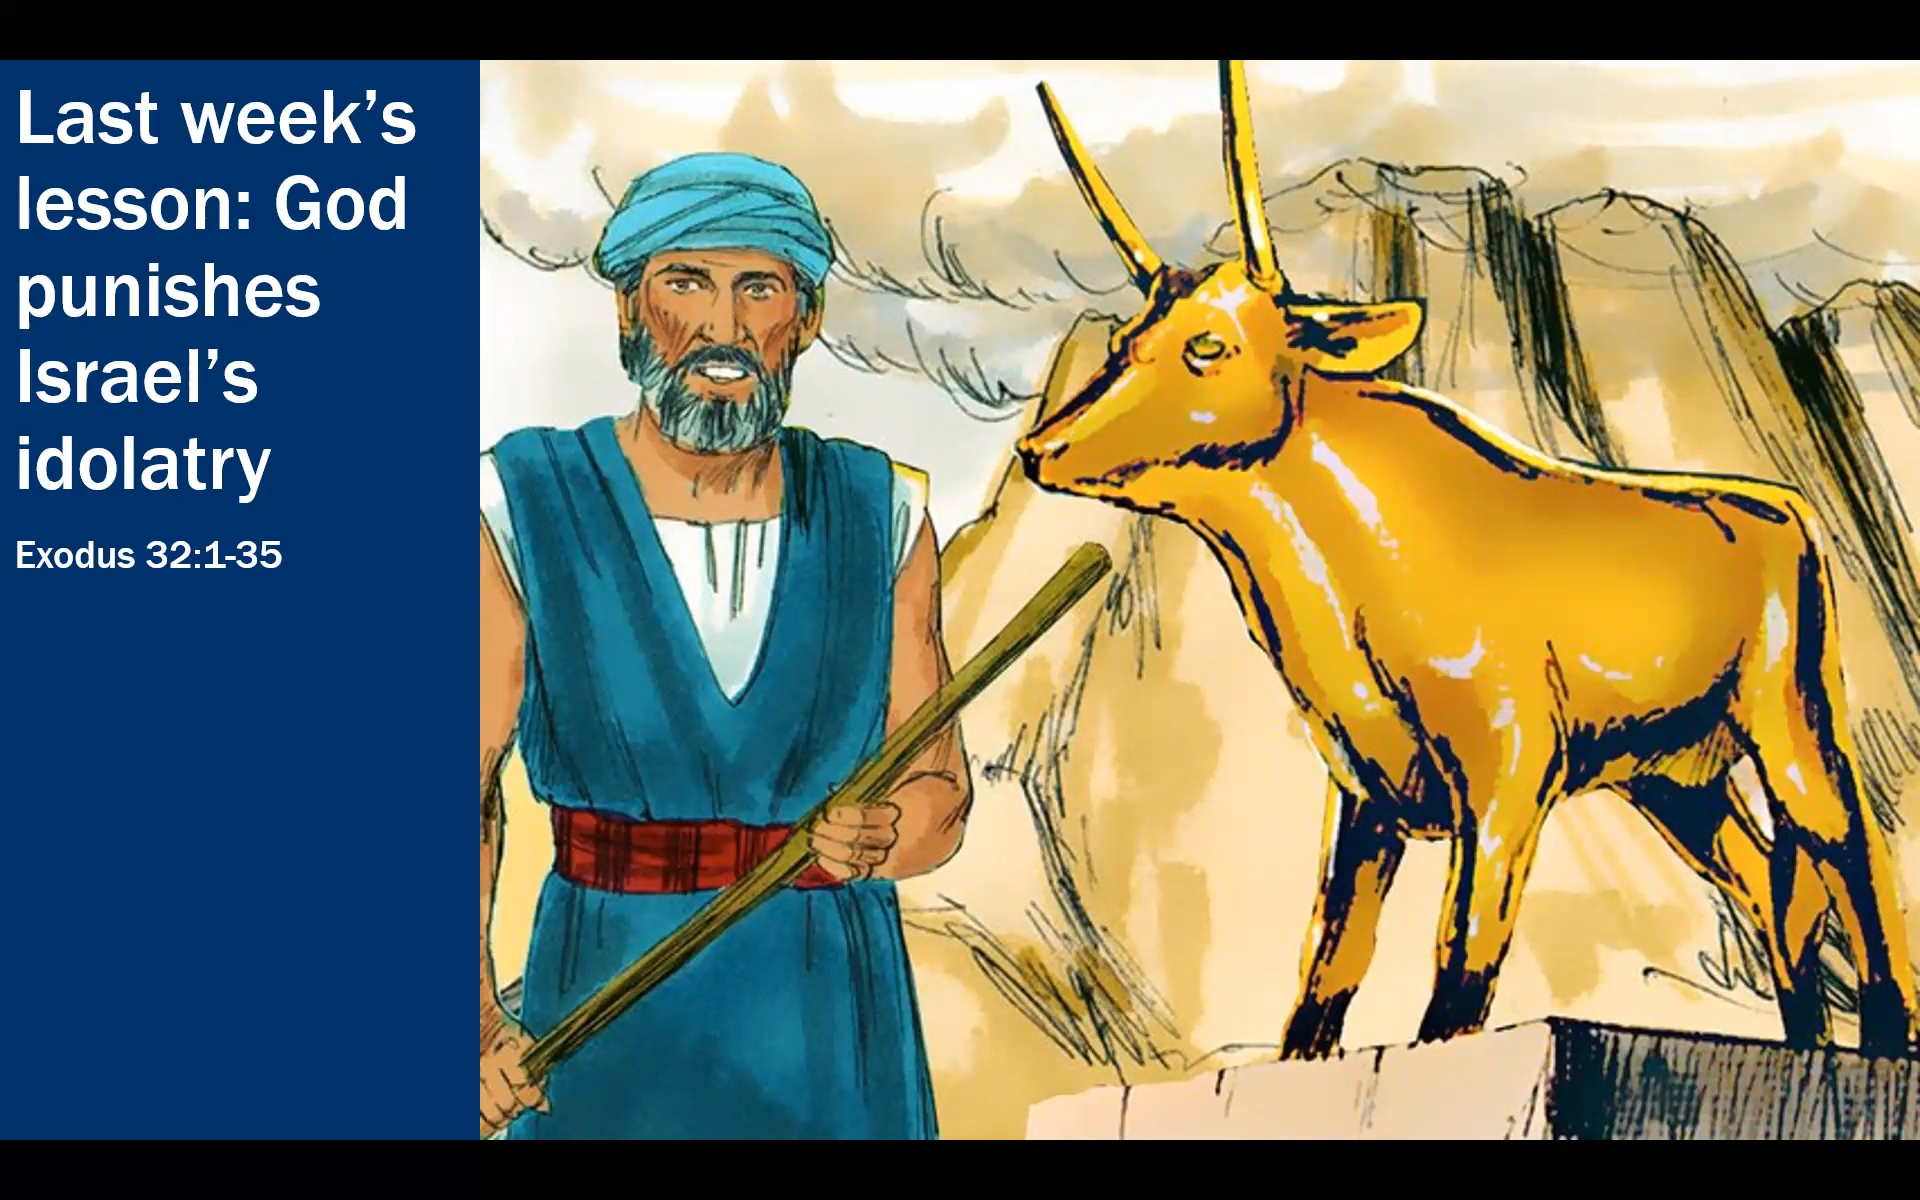 Last week’s
lesson: God
punishes
Israel’s
idolatry
Exodus 32:1-35